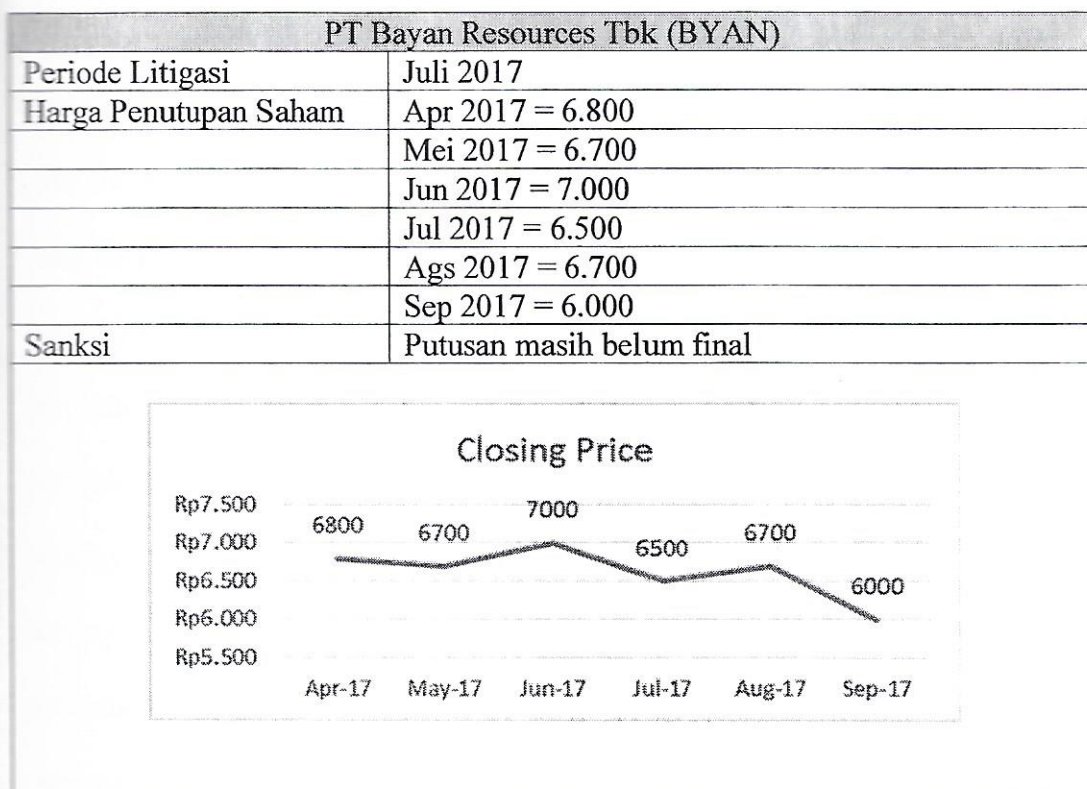 PT Bayan Resources Tbk (BYAN)
Periode Litigasi Juli 2017
Harga Penutupan Saham Apr 2017 = 6.800
Mei 2017 = 6.700
Jun 2017 = 7.000
Jul 2017 = 6.500
Ags 2017 = 6.700
Sep 2017 = 6.000
Sanksi Putusan masih belum final
Closing Price
Rp7.500
Rp7.000
Rp6.500
Rp6.000
Rp5.500
6800 6700 7000 6500 6700 6000
Apr-17 May-17 Jun-17 Jul-17 Aug-17 Sep-17